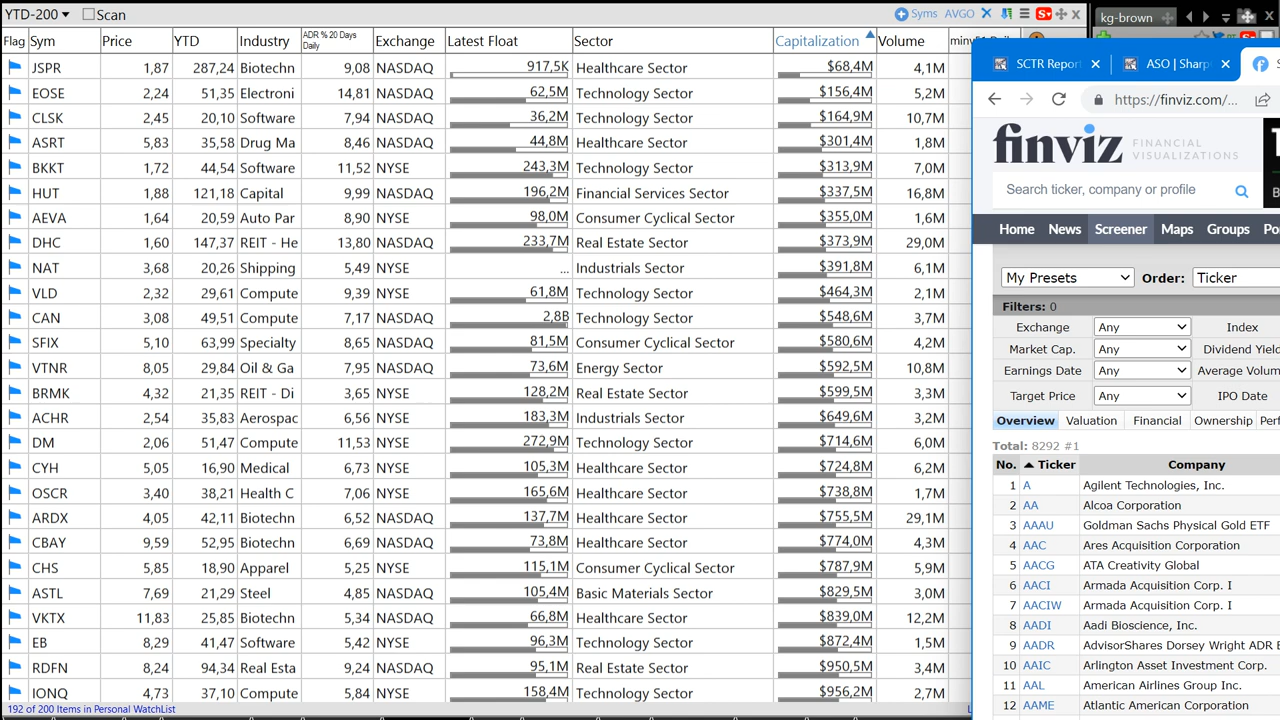 YTD-200 Scan Syms AVGO
Flag Sym Price YTD Industry ADR % 20 Days Daily Exchange Latest Float Sector Capitalization Volume
JSPR 1,87 287,24 Biotechn 9,08 NASDAQ 917,5K Healthcare Sector $68,4M 4,1M
EOSE 2,24 51,35 Electroni 14,81 NASDAQ 62,5M Technology Sector $156,4M 5,2M
CLSK 2,45 20,10 Software 7,94 NASDAQ 36,2M Technology Sector $164,9M 10,7M
ASRT 5,83 35,58 Drug Ma 8,46 NASDAQ 44,8M Healthcare Sector $301,4M 1,8M
BKKT 1,72 44,54 Software 11,52 NYSE 243,3M Technology Sector $313,9M 7,0M
HUT 1,88 121,18 Capital 9,99 NASDAQ 196,2M Financial Services Sector $337,5M 16,8M
AEVA 1,64 20,59 Auto Par 8,90 NYSE 98,0M Consumer Cyclical Sector $355,0M 1,6M
DHC 1,60 147,37 REIT - He 13,80 NASDAQ 233,7M Real Estate Sector $373,9M 29,0M
NAT 3,68 20,26 Shipping 5,49 NYSE ... Industrials Sector $391,8M 6,1M
VLD 2,32 29,61 Compute 9,39 NYSE 61,8M Technology Sector $464,3M 2,1M
CAN 3,08 49,51 Compute 7,17 NASDAQ 2,8B Technology Sector $548,6M 3,7M
SFIX 5,10 63,99 Specialty 8,65 NASDAQ 81,5M Consumer Cyclical Sector $580,6M 4,2M
VTNR 8,05 29,84 Oil & Ga 7,95 NASDAQ 73,6M Energy Sector $592,5M 10,8M
BRMK 4,32 21,35 REIT - Di 3,65 NYSE 128,2M Real Estate Sector $599,5M 3,3M
ACHR 2,54 35,83 Aerospac 6,56 NYSE 183,3M Industrials Sector $649,6M 3,2M
DM 2,06 51,47 Compute 11,53 NYSE 272,9M Technology Sector $714,6M 6,0M
CYH 5,05 16,90 Medical 6,73 NYSE 105,3M Healthcare Sector $724,8M 6,2M
OSCR 3,40 38,21 Health C 7,06 NYSE 165,6M Healthcare Sector $738,8M 1,7M
ARDX 4,05 42,11 Biotechn 6,52 NASDAQ 137,7M Healthcare Sector $755,5M 29,1M
CBAY 9,59 52,95 Biotechn 6,69 NASDAQ 73,8M Healthcare Sector $774,0M 4,3M
CHS 5,85 18,90 Apparel 5,25 NYSE 115,1M Consumer Cyclical Sector $787,9M 5,9M
ASTL 7,69 21,29 Steel 4,85 NASDAQ 105,4M Basic Materials Sector $829,5M 3,0M
VKTX 11,83 25,85 Biotechn 5,34 NASDAQ 66,8M Healthcare Sector $839,0M 12,2M
EB 8,29 41,47 Software 5,42 NYSE 96,3M Technology Sector $872,4M 1,5M
RDFN 8,24 94,34 Real Esta 9,24 NASDAQ 95,1M Real Estate Sector $950,5M 3,4M
IONQ 4,73 37,10 Compute 5,84 NYSE 158,4M Technology Sector $956,2M 2,7M
192 of 200 Items in Personal WatchList
kg-brown
SCTR Repor ASO | Sharp
https://finviz.com/...
finviz FINANCIAL
VISUALIZATIONS
Search ticker, company or profile
Home News Screener Maps Groups Po
My Presets Order: Ticker
Filters: 0
Exchange Any Index
Market Cap. Any Dividend Yield
Earnings Date Any Average Volum
Target Price Any IPO Date
Overview Valuation Financial Ownership Perf
Total: 8292 #1
No. Ticker Company
1 A Agilent Technologies, Inc.
2 AA Alcoa Corporation
3 AAAU Goldman Sachs Physical Gold ETF
4 AAC Ares Acquisition Corporation
5 AACG ATA Creativity Global
6 AACI Armada Acquisition Corp. I
7 AACIW Armada Acquisition Corp. I
8 AADI Aadi Bioscience, Inc.
9 AADR AdvisorShares Dorsey Wright ADR E
10 AAIC Arlington Asset Investment Corp.
11 AAL American Airlines Group Inc.
12 AAME Atlantic American Corporation